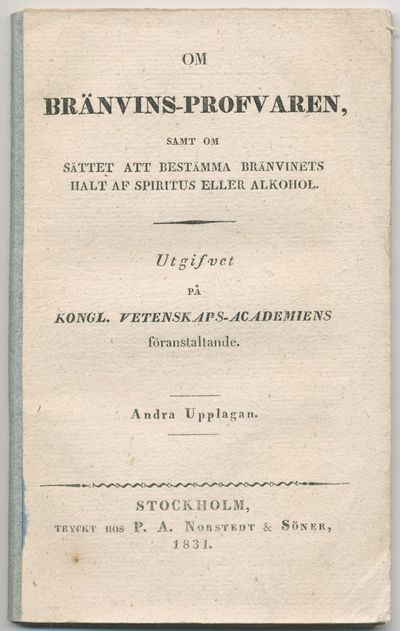 OM
BRÄNVINS-PROFVAREN,
SAMT OM
SÄTTET ATT BESTÄMMA BRÄNVINETS
HALT AF SPIRITUS ELLER ALKOHOL.
Utgifvet
PÅ
KONGL. VETENSKAPS-ACADEMIENS
föranstaltande.
Andra Upplagan.
STOCKHOLM,
TRYCKT HOS P. A. NORSTEDT & SÖNER,
1831.